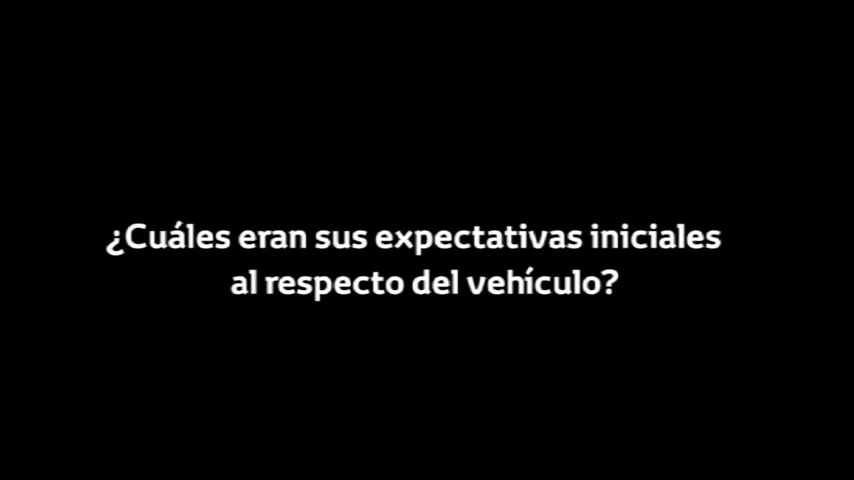 ¿Cuáles eran sus expectativas iniciales
al respecto del vehículo?